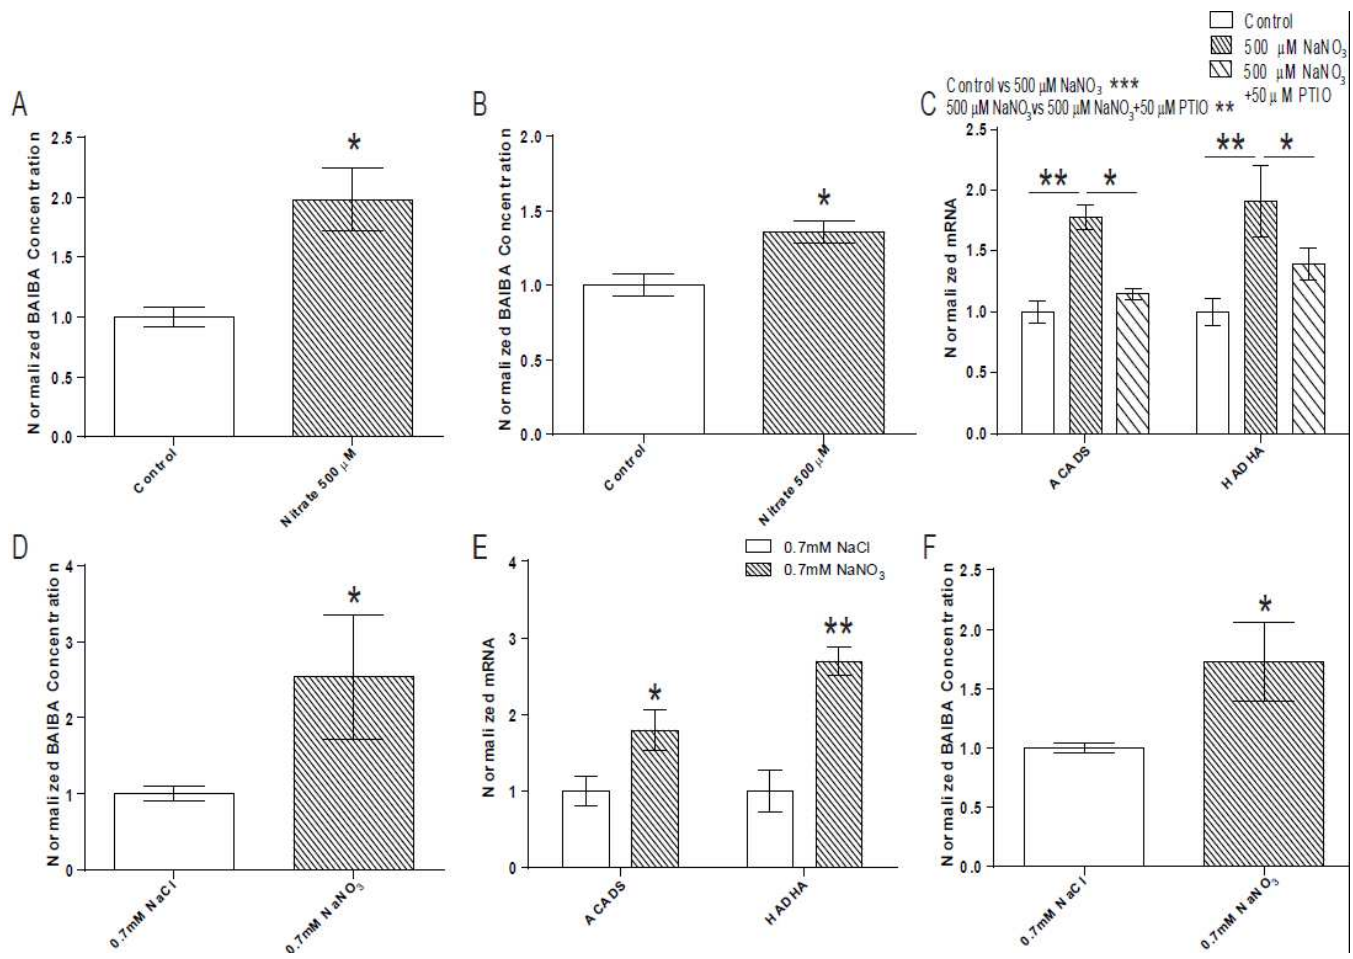 Control
500 μM NaNO3
500 μM NaNO3
+50 μM PTIO
A
Normalized BAIBA Concentration
2.5
2.0
1.5
1.0
0.5
0.0
*
Control
Nitrate 500 μM
B
Normalized BAIBA Concentration
2.0
1.5
1.0
0.5
0.0
*
Control
Nitrate 500 μM
C
Control vs 500 μM NaNO3 ***
500 μM NaNO3 vs 500 μM NaNO3+50 μM PTIO **
Normalized mRNA
2.5
2.0
1.5
1.0
0.5
0.0
** *
** *
ACADS
HADHA
D
Normalized BAIBA Concentration
4
3
2
1
0
*
0.7mM NaCl
0.7mM NaNO3
E
0.7mM NaCl
0.7mM NaNO3
Normalized mRNA
4
3
2
1
0
*
**
ACADS
HADHA
F
Normalized BAIBA Concentration
2.5
2.0
1.5
1.0
0.5
0.0
*
0.7mM NaCl
0.7mM NaNO3